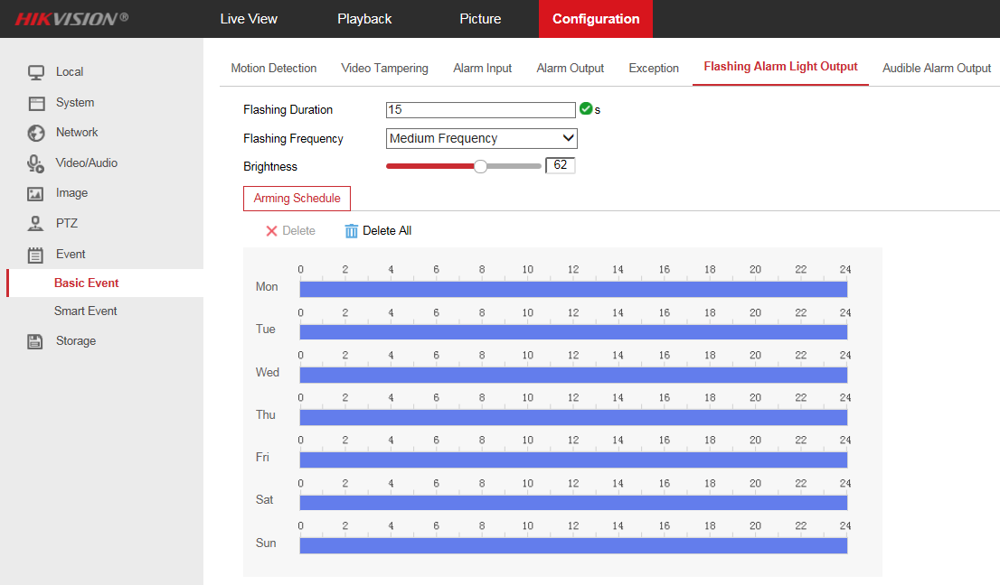 HIKVISION®
Live View Playback Picture Configuration
Local
System
Network
Video/Audio
Image
PTZ
Event
Basic Event
Smart Event
Storage
Motion Detection Video Tampering Alarm Input Alarm Output Exception Flashing Alarm Light Output Audible Alarm Output
Flashing Duration 15 s
Flashing Frequency Medium Frequency
Brightness 62
Arming Schedule
Delete Delete All
0 2 4 6 8 10 12 14 16 18 20 22 24
Mon
0 2 4 6 8 10 12 14 16 18 20 22 24
Tue
0 2 4 6 8 10 12 14 16 18 20 22 24
Wed
0 2 4 6 8 10 12 14 16 18 20 22 24
Thu
0 2 4 6 8 10 12 14 16 18 20 22 24
Fri
0 2 4 6 8 10 12 14 16 18 20 22 24
Sat
0 2 4 6 8 10 12 14 16 18 20 22 24
Sun